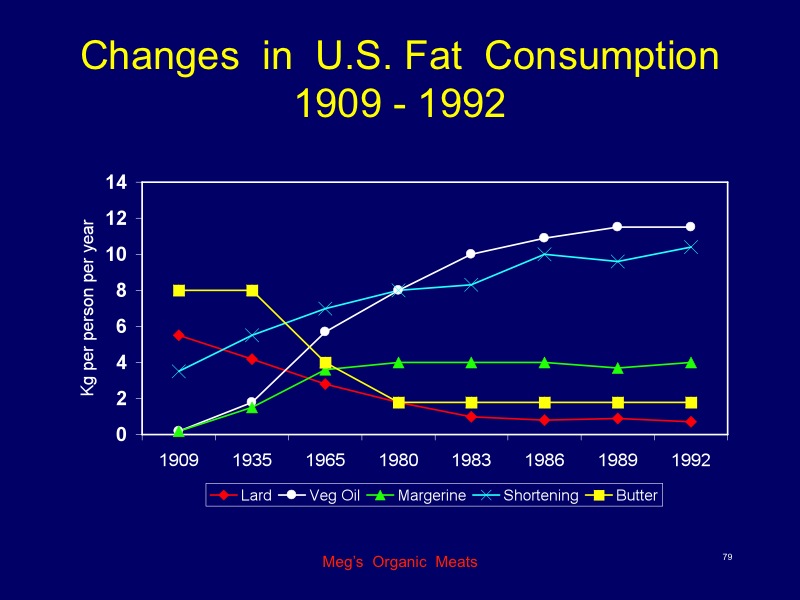 Changes in U.S. Fat Consumption
1909 - 1992
Kg per person per year
14
12
10
8
6
4
2
0
1909 1935 1965 1980 1983 1986 1989 1992
Lard Veg Oil Margerine Shortening Butter
Meg's Organic Meats
79